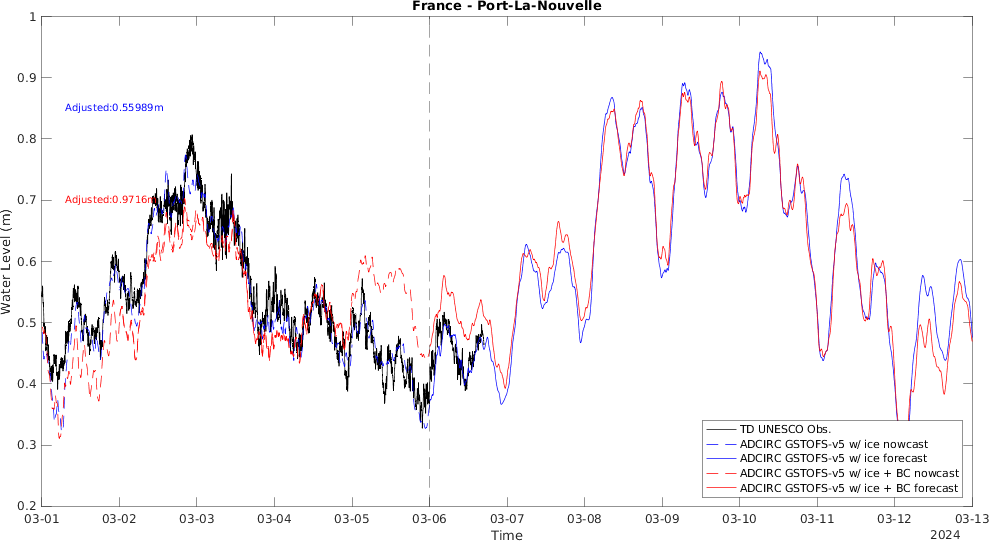 France - Port-La-Nouvelle
1
0.9
0.8
0.7
0.6
0.5
0.4
0.3
0.2
Water Level (m)
Adjusted:0.55989m
Adjusted:0.9716m
TD UNESCO Obs.
ADCIRC GSTOFS-v5 w/ ice nowcast
ADCIRC GSTOFS-v5 w/ ice forecast
ADCIRC GSTOFS-v5 w/ ice + BC nowcast
ADCIRC GSTOFS-v5 w/ ice + BC forecast
03-01 03-02 03-03 03-04 03-05 03-06 03-07 03-08 03-09 03-10 03-11 03-12 03-13
Time
2024